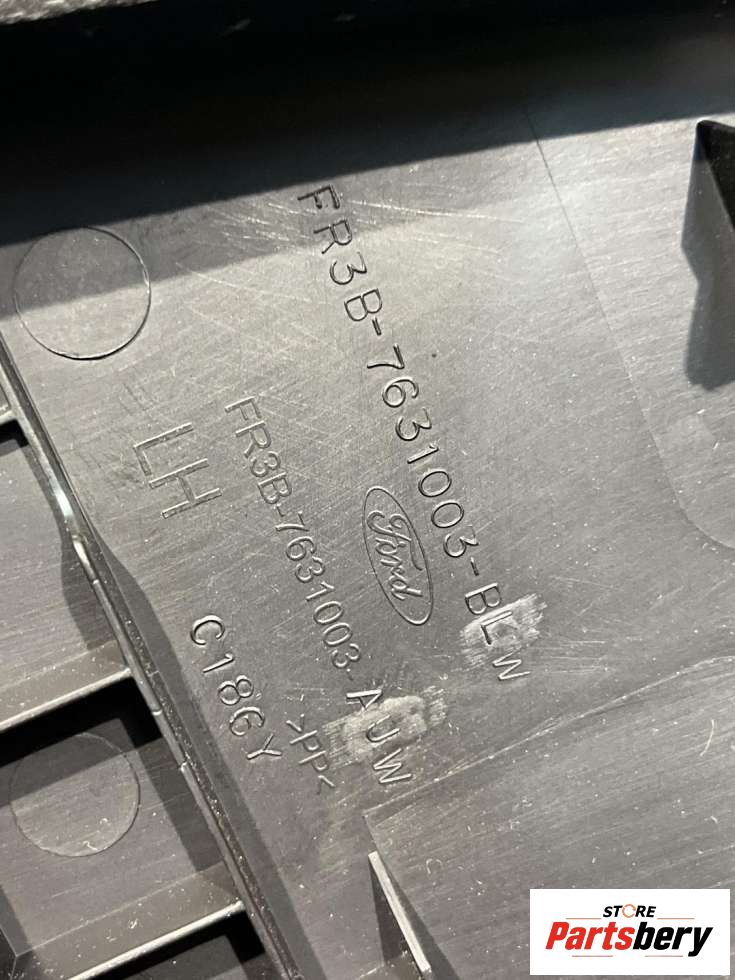 FR3B-7631003-BLW
Ford
FR3B-7631003-AUW
LH
C186Y
>PP<
STORE
Partsbery